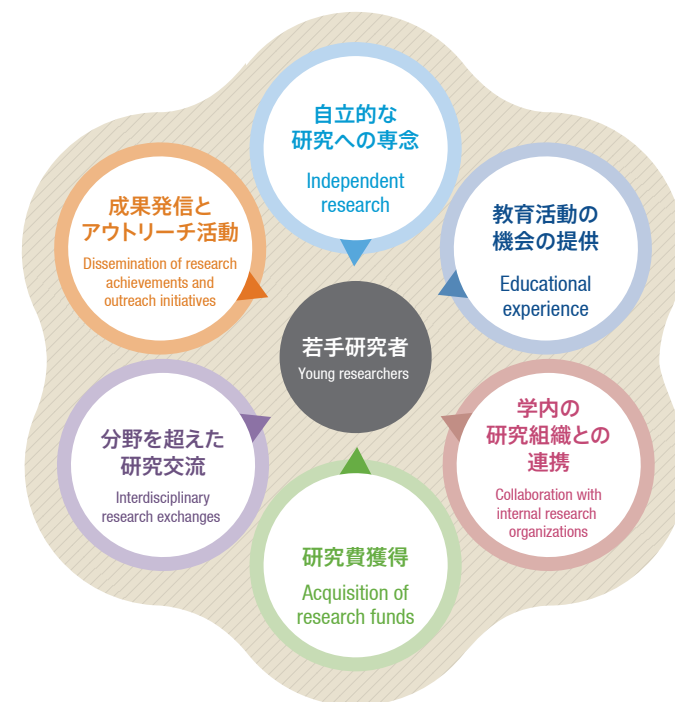 自立的な
研究への専念
Independent
research
教育活動の
機会の提供
Educational
experience
学内の
研究組織との
連携
Collaboration with
internal research
organizations
研究費獲得
Acquisition of
research funds
分野を超えた
研究交流
Interdisciplinary
research exchanges
成果発信と
アウトリーチ活動
Dissemination of research
achievements and
outreach initiatives
若手研究者
Young researchers